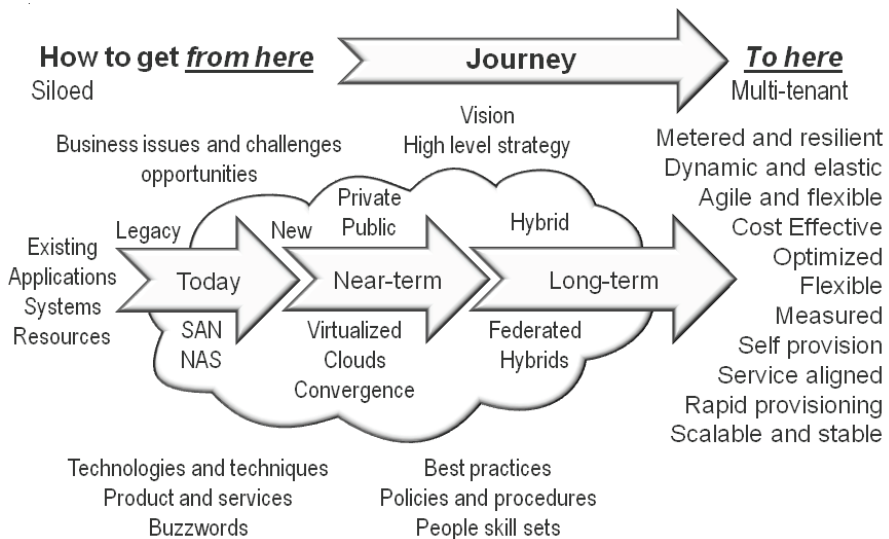 How to get from here
Journey
To here
Siloed
Multi-tenant
Business issues and challenges
opportunities
Vision
High level strategy
Metered and resilient
Dynamic and elastic
Agile and flexible
Cost Effective
Optimized
Flexible
Measured
Self provision
Service aligned
Rapid provisioning
Scalable and stable
Existing
Applications
Systems
Resources
Legacy
Today
SAN
NAS
New
Private
Public
Near-term
Virtualized
Clouds
Convergence
Hybrid
Long-term
Federated
Hybrids
Technologies and techniques
Product and services
Buzzwords
Best practices
Policies and procedures
People skill sets